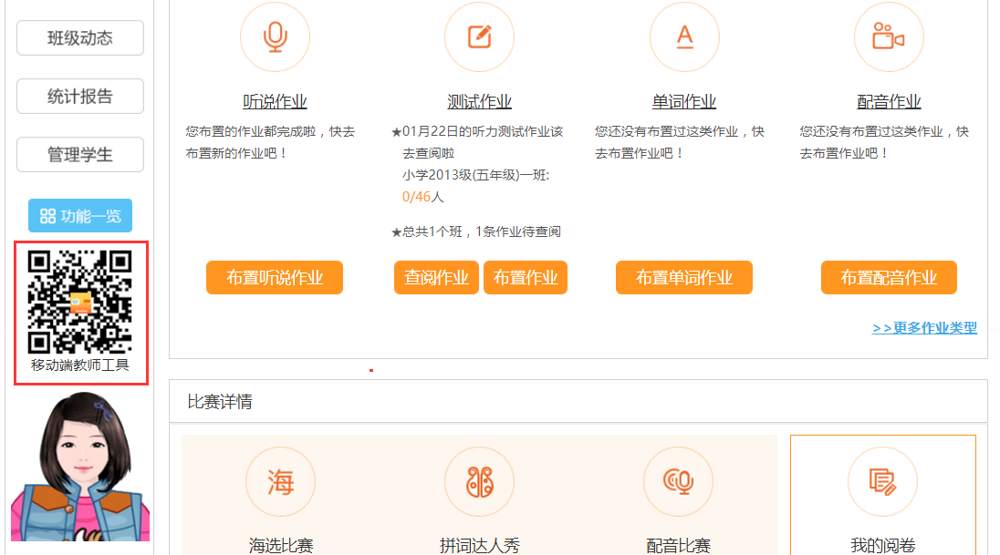 班级动态
统计报告
管理学生
功能一览
移动端教师工具
听说作业
您布置的作业都完成啦，快去
布置新的作业吧！
布置听说作业
测试作业
★01月22日的听力测试作业该
去查阅啦
小学2013级(五年级)一班:
0/46人
★总共1个班，1条作业待查阅
查阅作业 布置作业
单词作业
您还没有布置过这类作业，快
去布置作业吧！
布置单词作业
配音作业
您还没有布置过这类作业，快
去布置作业吧！
布置配音作业
>>更多作业类型
比赛详情
海
海选比赛
拼词达人秀
配音比赛
我的阅卷